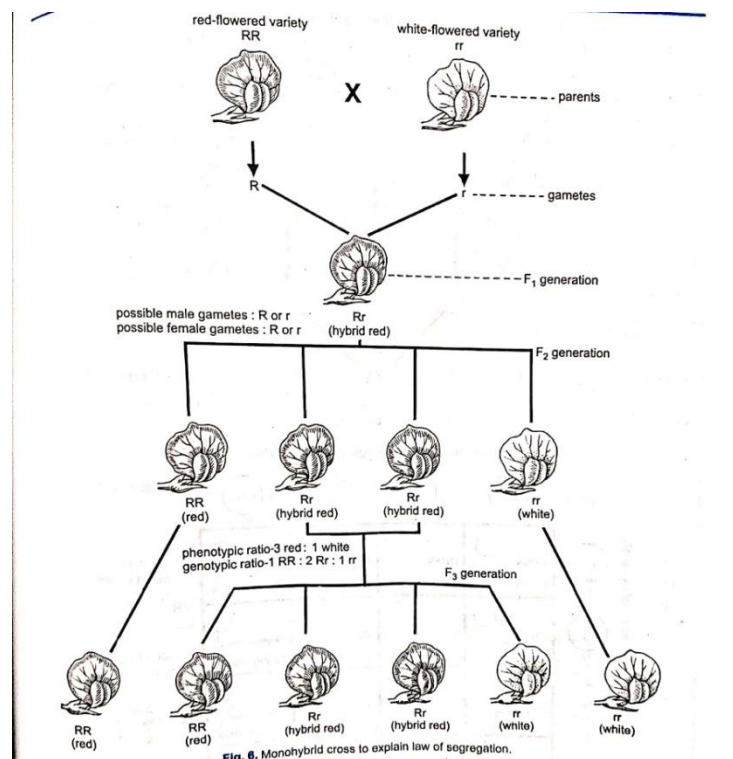 red-flowered variety
RR
white-flowered variety
rr
X
parents
R
r
gametes
F₁ generation
possible male gametes : R or r
possible female gametes : R or r
Rr
(hybrid red)
F₂ generation
RR
(red)
Rr
(hybrid red)
Rr
(hybrid red)
rr
(white)
phenotypic ratio-3 red: 1 white
genotypic ratio-1 RR : 2 Rr : 1 rr
F₃ generation
RR
(red)
RR
(red)
Rr
(hybrid red)
Rr
(hybrid red)
rr
(white)
rr
(white)
Fig. 6. Monohybrid cross to explain law of segregation.